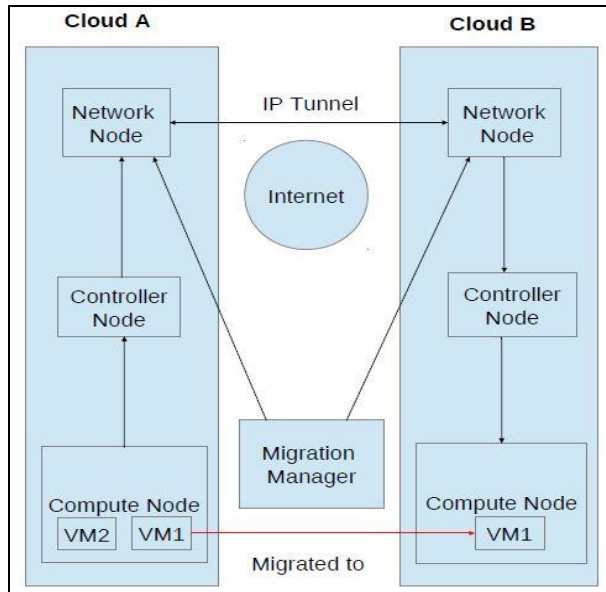 Cloud A
Cloud B
Network
Node
IP Tunnel
Network
Node
Internet
Controller
Node
Controller
Node
Migration
Manager
Compute Node
VM2
VM1
Compute Node
VM1
Migrated to